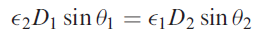 ϵ₂D₁ sin θ₁ = ϵ₁D₂ sin θ₂